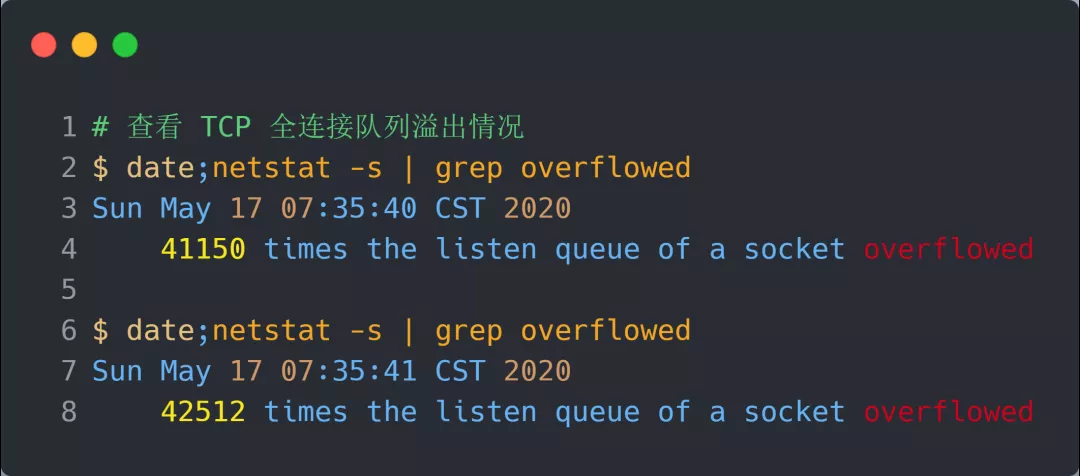 1 # 查看 TCP 全连接队列溢出情况
2 $ date;netstat -s | grep overflowed
3 Sun May 17 07:35:40 CST 2020
4     41150 times the listen queue of a socket overflowed
5
6 $ date;netstat -s | grep overflowed
7 Sun May 17 07:35:41 CST 2020
8     42512 times the listen queue of a socket overflowed